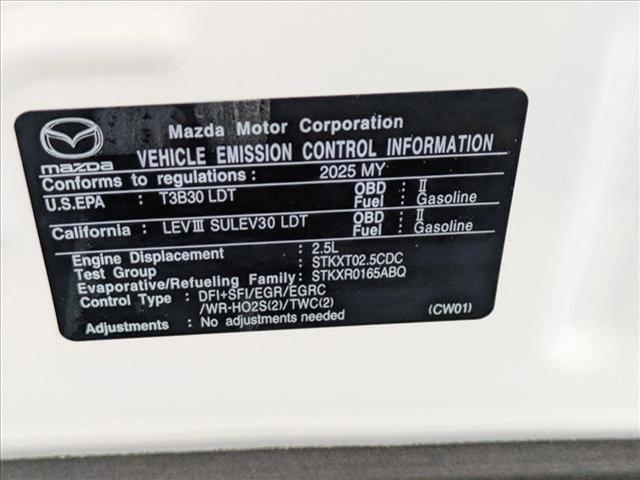 mazda
Mazda Motor Corporation
VEHICLE EMISSION CONTROL INFORMATION
Conforms to regulations : 2025 MY
U.S.EPA : T3B30 LDT OBD : II
Fuel : Gasoline
California : LEVIII SULEV30 LDT OBD : II
Fuel : Gasoline
Engine Displacement : 2.5L
Test Group : STKXT02.5CDC
Evaporative/Refueling Family: STKXR0165ABQ
Control Type : DFI+SFI/EGR/EGRC
/WR-HO2S(2)/TWC(2)
Adjustments : No adjustments needed
(CW01)